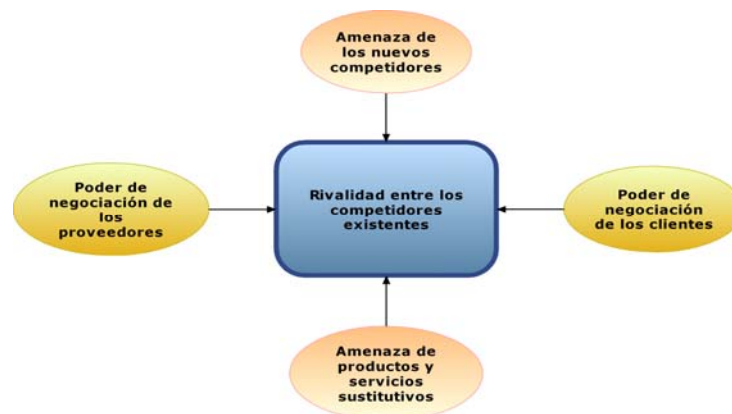 Amenaza de
los nuevos
competidores
Poder de
negociación de
los
proveedores
Rivalidad entre los
competidores
existentes
Poder de
negociación
de los clientes
Amenaza de
productos y
servicios
sustitutivos